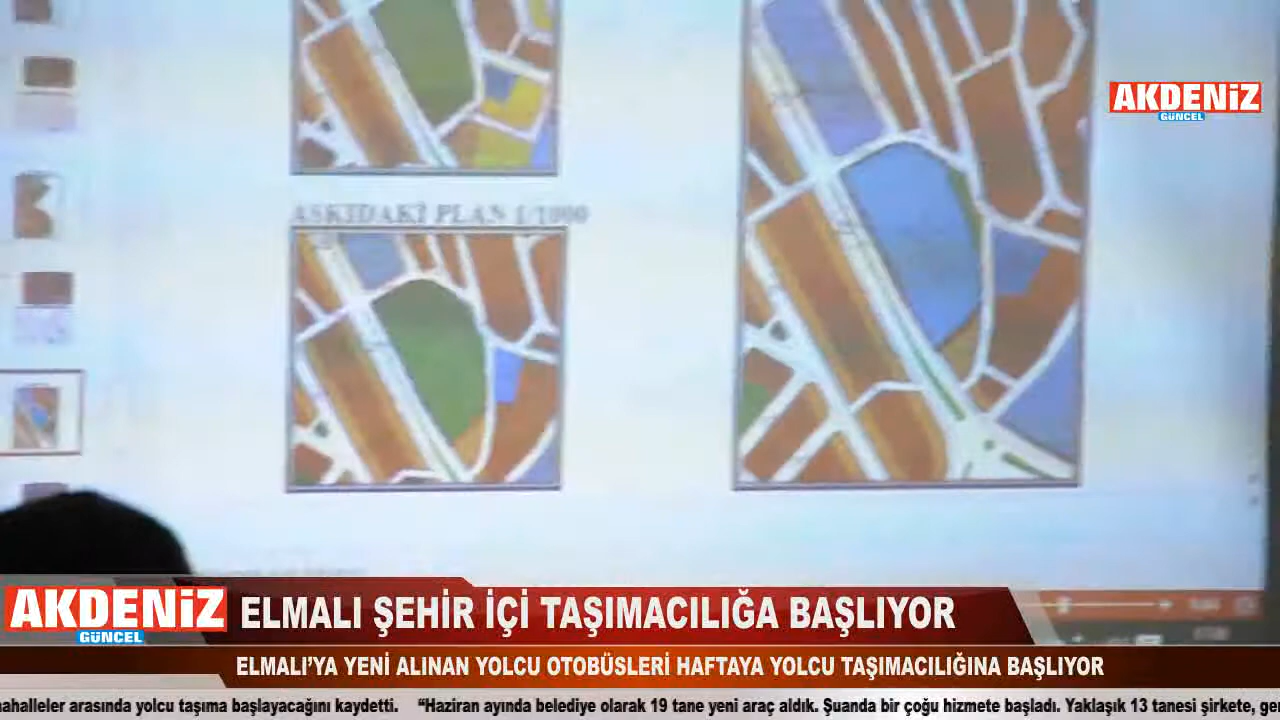 AKDENİZ
GÜNCEL
ASKIDAKİ PLAN 1/1000
AKDENİZ
GÜNCEL
ELMALI ŞEHİR İÇİ TAŞIMACILIĞA BAŞLIYOR
ELMALI'YA YENİ ALINAN YOLCU OTOBÜSLERİ HAFTAYA YOLCU TAŞIMACILIĞINA BAŞLIYOR
mahalleler arasında yolcu taşıma başlayacağını kaydetti. “Haziran ayında belediye olarak 19 tane yeni araç aldık. Şuanda bir çoğu hizmete başladı. Yaklaşık 13 tanesi şirkete, ge